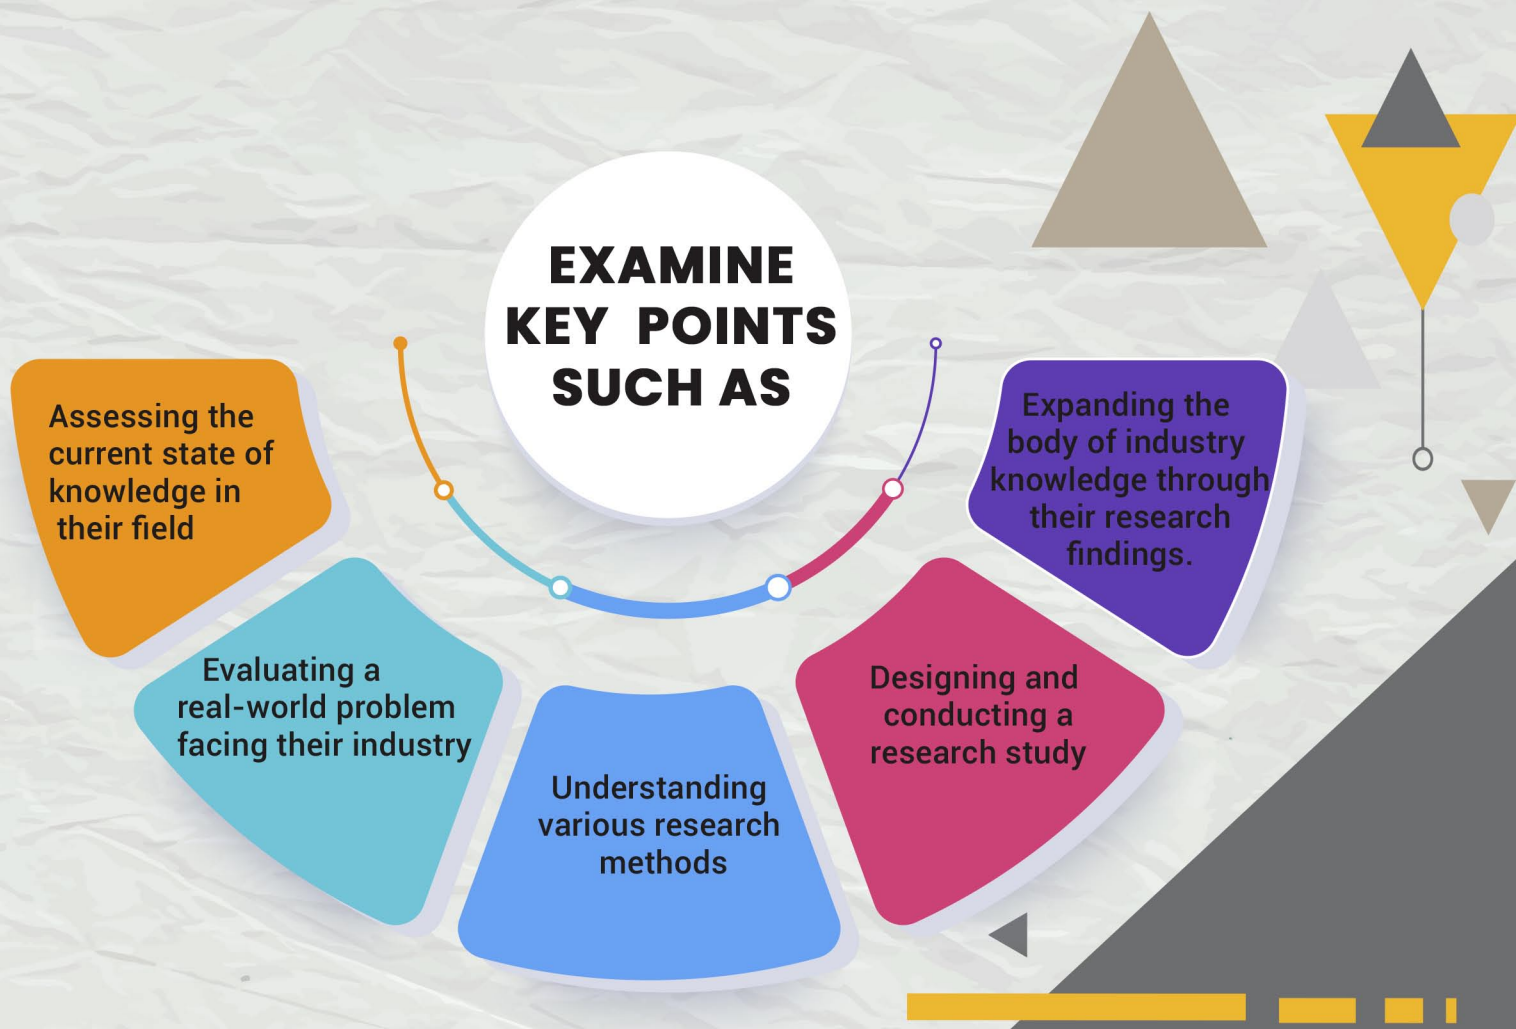 EXAMINE
KEY POINTS
SUCH AS
Assessing the
current state of
knowledge in
their field
Evaluating a
real-world problem
facing their industry
Understanding
various research
methods
Designing and
conducting a
research study
Expanding the
body of industry
knowledge through
their research
findings.